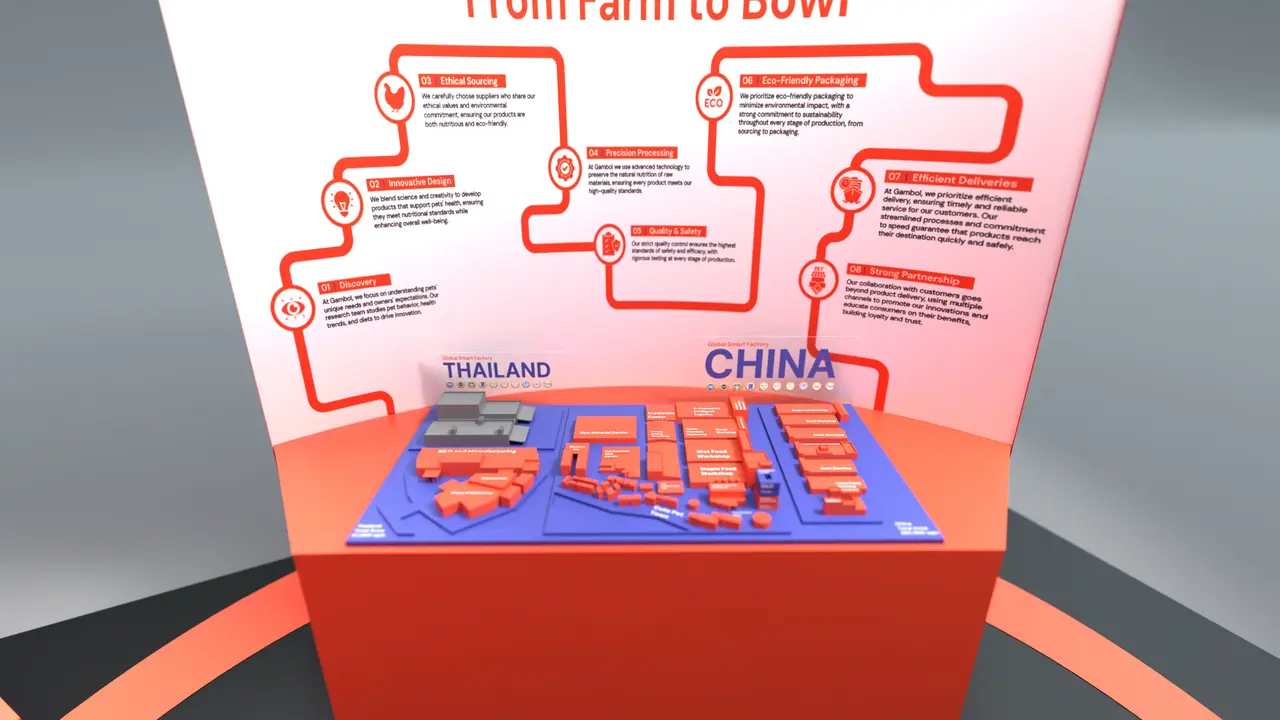 From Farm to Bowl
03 Ethical Sourcing
We carefully choose suppliers who share our
ethical values and environmental
commitment, ensuring our products are
both nutritious and eco-friendly.
02 Innovative Design
We blend science and creativity to develop
products that support pets' health, ensuring
they meet nutritional standards while
enhancing overall well-being.
01 Discovery
At Gambol, we focus on understanding pets'
unique needs and owners' expectations. Our
research team studies pet behavior, health
trends, and diets to drive innovation.
04 Precision Processing
At Gambol we use advanced technology to
preserve the natural nutrition of raw
materials, ensuring every product meets our
high-quality standards.
05 Quality & Safety
Our strict quality control ensures the highest
standards of safety and efficacy, with
rigorous testing at every stage of production.
ECO
06 Eco-Friendly Packaging
We prioritize eco-friendly packaging to
minimize environmental impact, with a
strong commitment to sustainability
throughout every stage of production, from
sourcing to packaging.
07 Efficient Deliveries
At Gambol, we prioritize efficient
delivery, ensuring timely and reliable
service for our customers. Our
streamlined processes and commitment
to speed guarantee that products reach
their destination quickly and safely.
PET
08 Strong Partnership
Our collaboration with customers goes
beyond product delivery, using multiple
channels to promote our innovations and
educate consumers on their benefits,
building loyalty and trust.
Global Smart Factory
THAILAND
Global Smart Factory
CHINA
Raw Material Center
Wet Food
Workshop
Staple Food
Workshop
Cute Pet
Town
Thailand
China